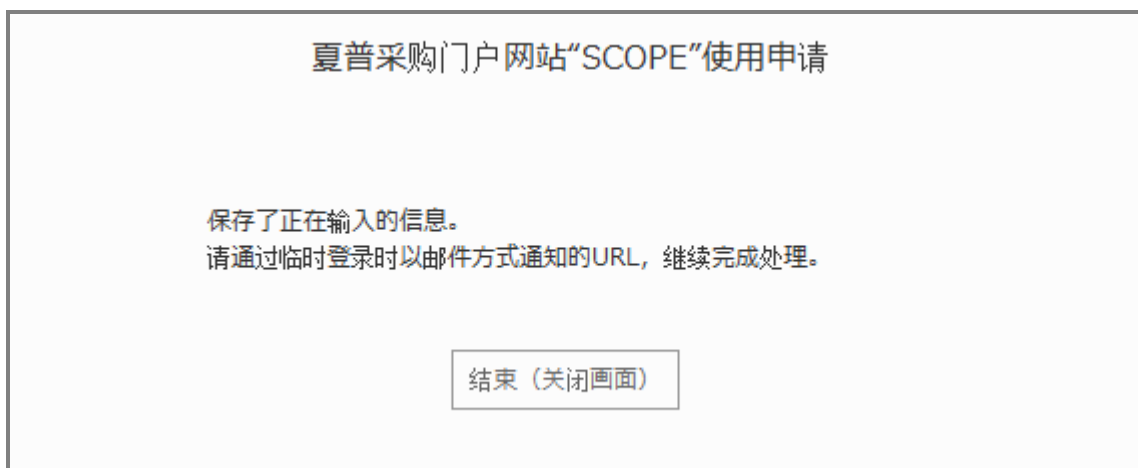 夏普采购门户网站“SCOPE”使用申请
保存了正在输入的信息。
请通过临时登录时以邮件方式通知的URL，继续完成处理。
结束（关闭画面）